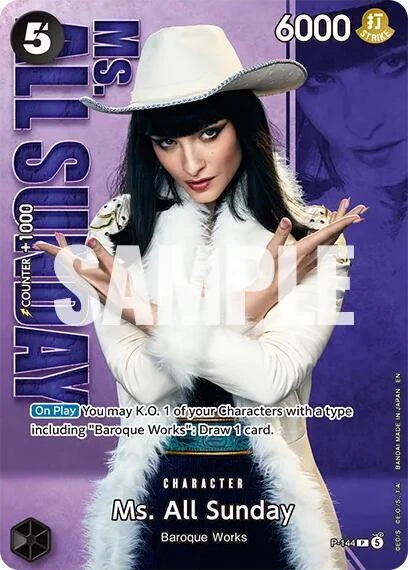 5
6000
打
STRIKE
MS.
ALL SUNDAY
COUNTER +1000
SAMPLE
On Play You may K.O. 1 of your Characters with a type
including "Baroque Works": Draw 1 card.
CHARACTER
Ms. All Sunday
Baroque Works
P-144 P 5
©EO/S ©E.O./S.,T.A. BANDAI MADE IN JAPAN EN